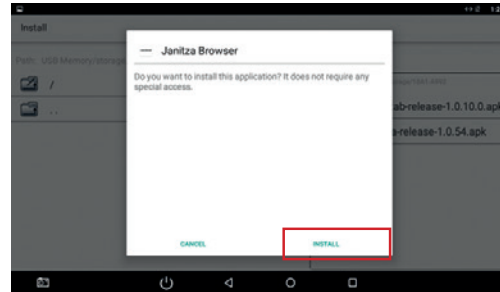 Install
Janitza Browser
Path: USB Memory/storage
Do you want to install this application? It does not require any
special access.
/
..
ab-release-1.0.10.0.ap
a-release-1.0.54.apk
CANCEL
INSTALL